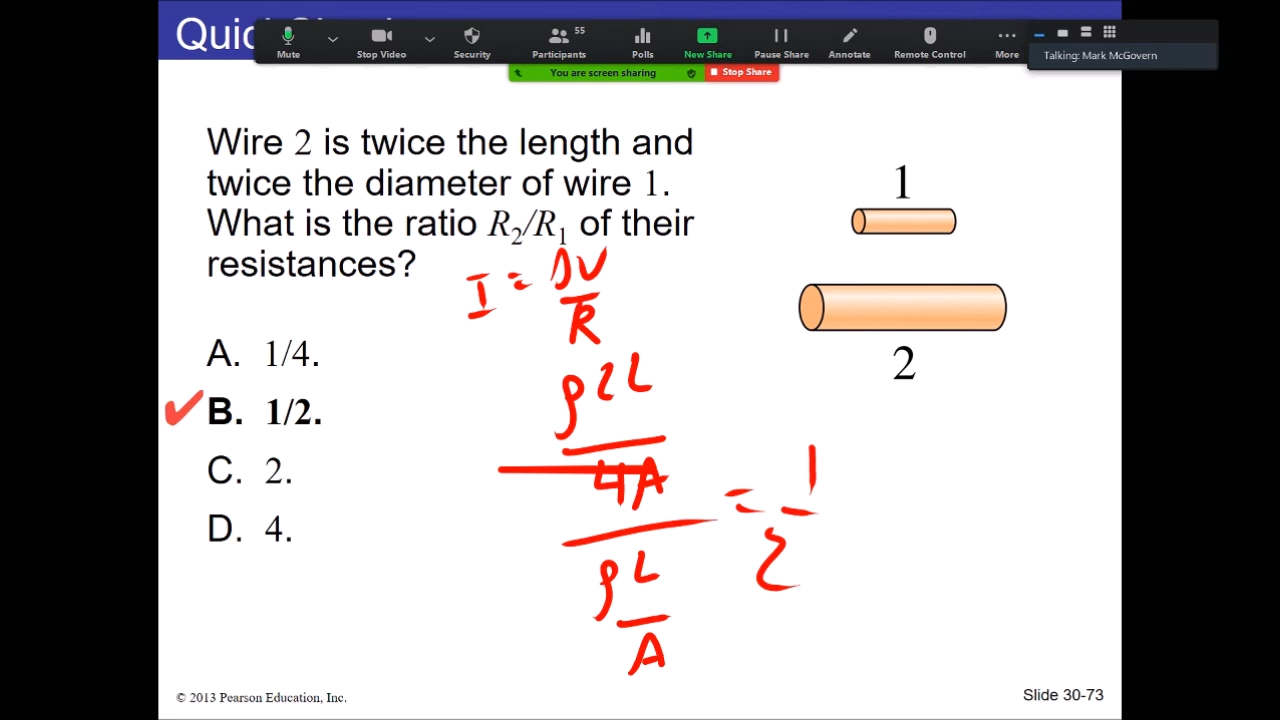 Quic
Mute
Stop Video
Security
55
Participants
Polls
New Share
Pause Share
Annotate
Remote Control
More
Talking: Mark McGovern
You are screen sharing
Stop Share
Wire 2 is twice the length and
twice the diameter of wire 1.
What is the ratio R₂/R₁ of their
resistances?
I = ΔV
R
A. 1/4.
B. 1/2.
C. 2.
D. 4.
1
2
ρ2L
4A
ρL
A
= 1
2
© 2013 Pearson Education, Inc.
Slide 30-73